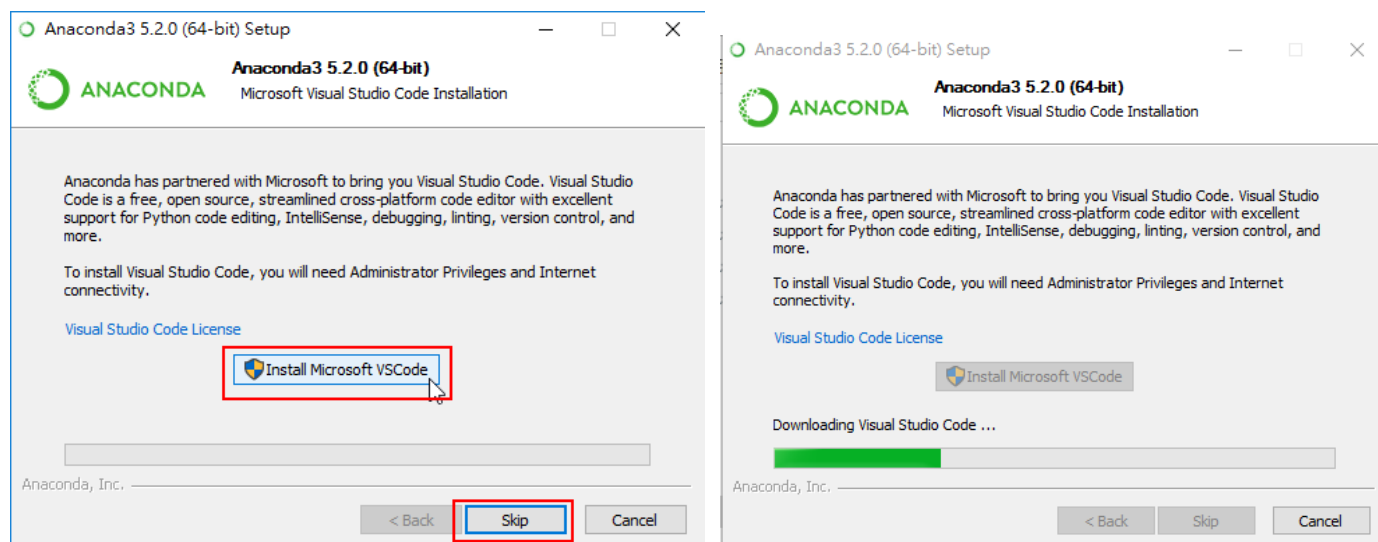 Anaconda3 5.2.0 (64-bit) Setup
ANACONDA
Anaconda3 5.2.0 (64-bit)
Microsoft Visual Studio Code Installation
Anaconda has partnered with Microsoft to bring you Visual Studio Code. Visual Studio
Code is a free, open source, streamlined cross-platform code editor with excellent
support for Python code editing, IntelliSense, debugging, linting, version control, and
more.
To install Visual Studio Code, you will need Administrator Privileges and Internet
connectivity.
Visual Studio Code License
Install Microsoft VSCode
Anaconda, Inc.
< Back
Skip
Cancel
Anaconda3 5.2.0 (64-bit) Setup
ANACONDA
Anaconda3 5.2.0 (64-bit)
Microsoft Visual Studio Code Installation
Anaconda has partnered with Microsoft to bring you Visual Studio Code. Visual Studio
Code is a free, open source, streamlined cross-platform code editor with excellent
support for Python code editing, IntelliSense, debugging, linting, version control, and
more.
To install Visual Studio Code, you will need Administrator Privileges and Internet
connectivity.
Visual Studio Code License
Install Microsoft VSCode
Downloading Visual Studio Code ...
Anaconda, Inc.
< Back
Skip
Cancel